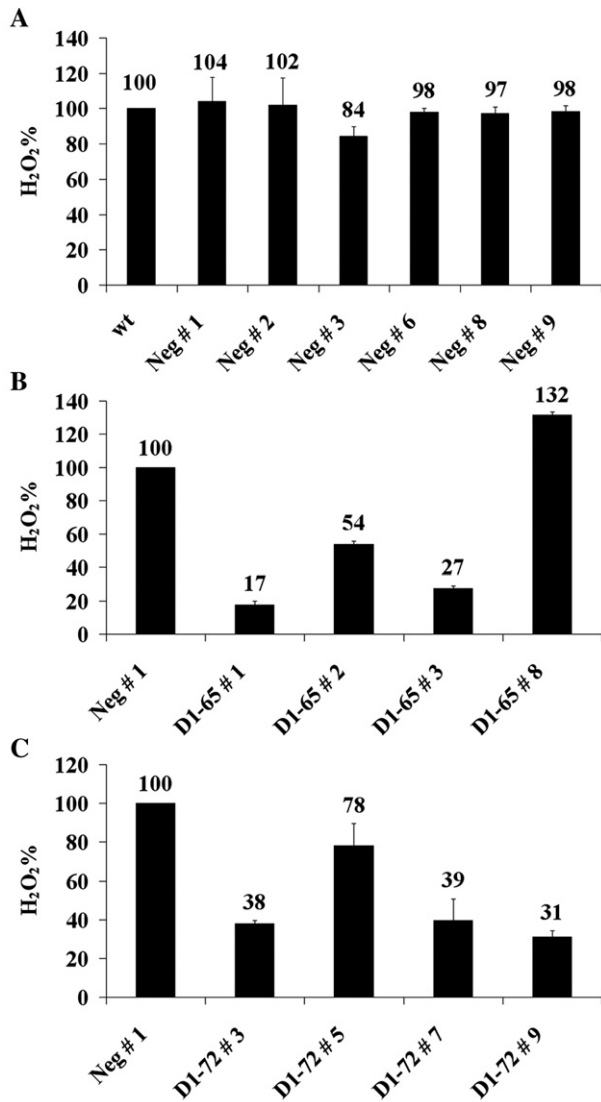 A
H₂O₂%
140
120
100
80
60
40
20
0
100
104
102
84
98
97
98
wt
Neg # 1
Neg # 2
Neg # 3
Neg # 6
Neg # 8
Neg # 9
B
H₂O₂%
140
120
100
80
60
40
20
0
100
17
54
27
132
Neg # 1
D1-65 # 1
D1-65 # 2
D1-65 # 3
D1-65 # 8
C
H₂O₂%
120
100
80
60
40
20
0
100
38
78
39
31
Neg # 1
D1-72 # 3
D1-72 # 5
D1-72 # 7
D1-72 # 9